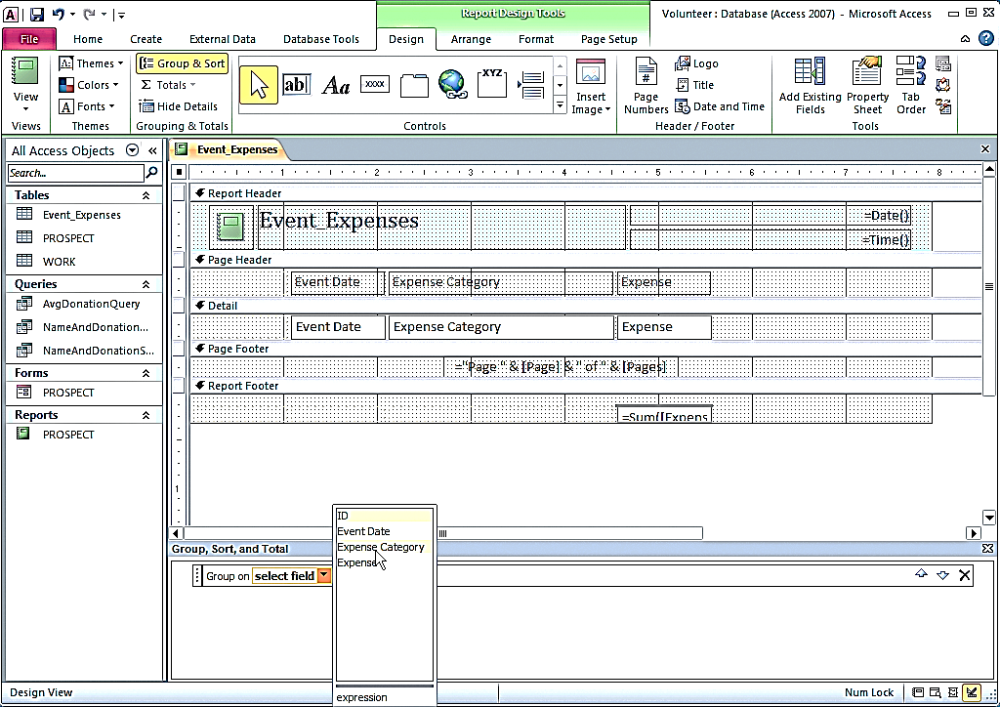 Report Design Tools
Volunteer : Database (Access 2007) - Microsoft Access
File
Home
Create
External Data
Database Tools
Design
Arrange
Format
Page Setup
View
Views
Themes
Colors
Fonts
Themes
Group & Sort
Σ Totals
Hide Details
Grouping & Totals
ab
Aa
xxxx
XYZ
Controls
Insert
Image
Page
Numbers
Logo
Title
Date and Time
Header / Footer
Add Existing
Fields
Property
Sheet
Tab
Order
Tools
All Access Objects
Search...
Tables
Event_Expenses
PROSPECT
WORK
Queries
AvgDonationQuery
NameAndDonation...
NameAndDonationS...
Forms
PROSPECT
Reports
PROSPECT
Event_Expenses
1 2 3 4 5 6 7 8
Report Header
Event_Expenses
=Date()
=Time()
Page Header
Event Date
Expense Category
Expense
Detail
Event Date
Expense Category
Expense
Page Footer
="Page " & [Page] & " of " & [Pages]
Report Footer
=Sum([Expens
1
Group, Sort, and Total
Group on select field
ID
Event Date
Expense Category
Expense
expression
Design View
Num Lock